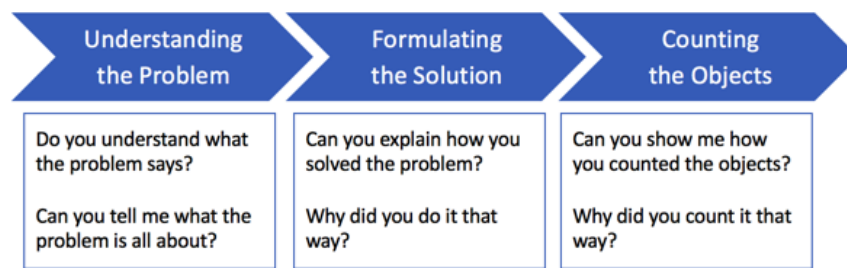 Understanding
the Problem
Formulating
the Solution
Counting
the Objects
Do you understand what
the problem says?
Can you tell me what the
problem is all about?
Can you explain how you
solved the problem?
Why did you do it that
way?
Can you show me how
you counted the objects?
Why did you count it that
way?